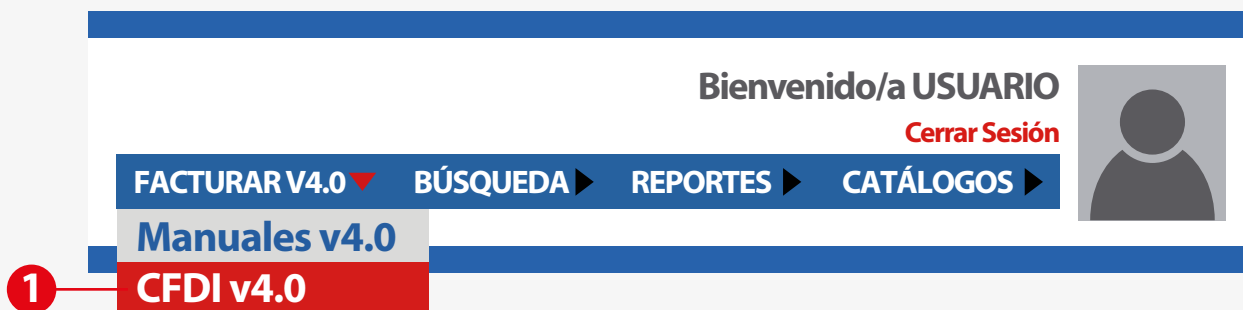 Bienvenido/a USUARIO
Cerrar Sesión
FACTURAR V4.0 BÚSQUEDA REPORTES CATÁLOGOS
Manuales v4.0
1 CFDI v4.0